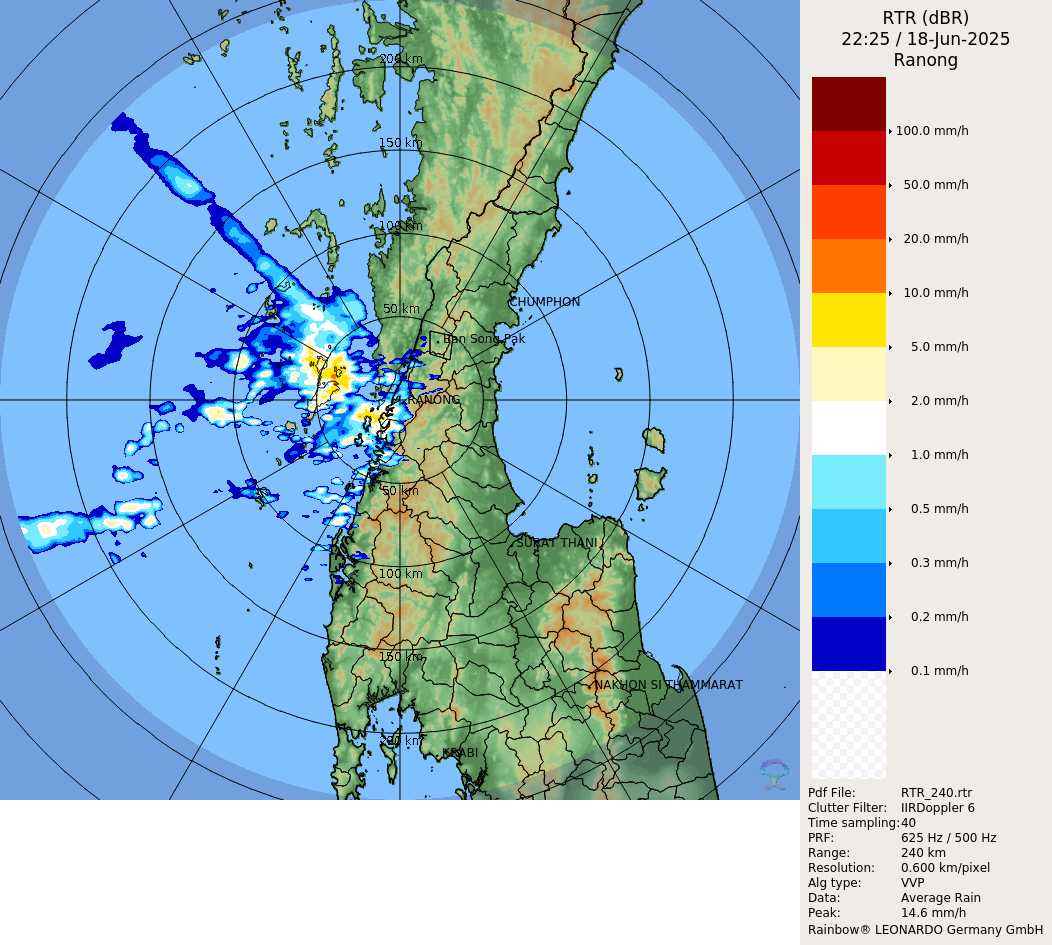 RTR (dBR)
22:25 / 18-Jun-2025
Ranong
100.0 mm/h
50.0 mm/h
20.0 mm/h
10.0 mm/h
5.0 mm/h
2.0 mm/h
1.0 mm/h
0.5 mm/h
0.3 mm/h
0.2 mm/h
0.1 mm/h
Pdf File: RTR_240.rtr
Clutter Filter: IIRDoppler 6
Time sampling: 40
PRF: 625 Hz / 500 Hz
Range: 240 km
Resolution: 0.600 km/pixel
Alg type: VVP
Data: Average Rain
Peak: 14.6 mm/h
Rainbow® LEONARDO Germany GmbH
200 km
150 km
100 km
CHUMPHON
50 km
Ban Song Pak
RANONG
50 km
SURAT THANI
100 km
150 km
NAKHON SI THAMMARAT
200 km
KRABI